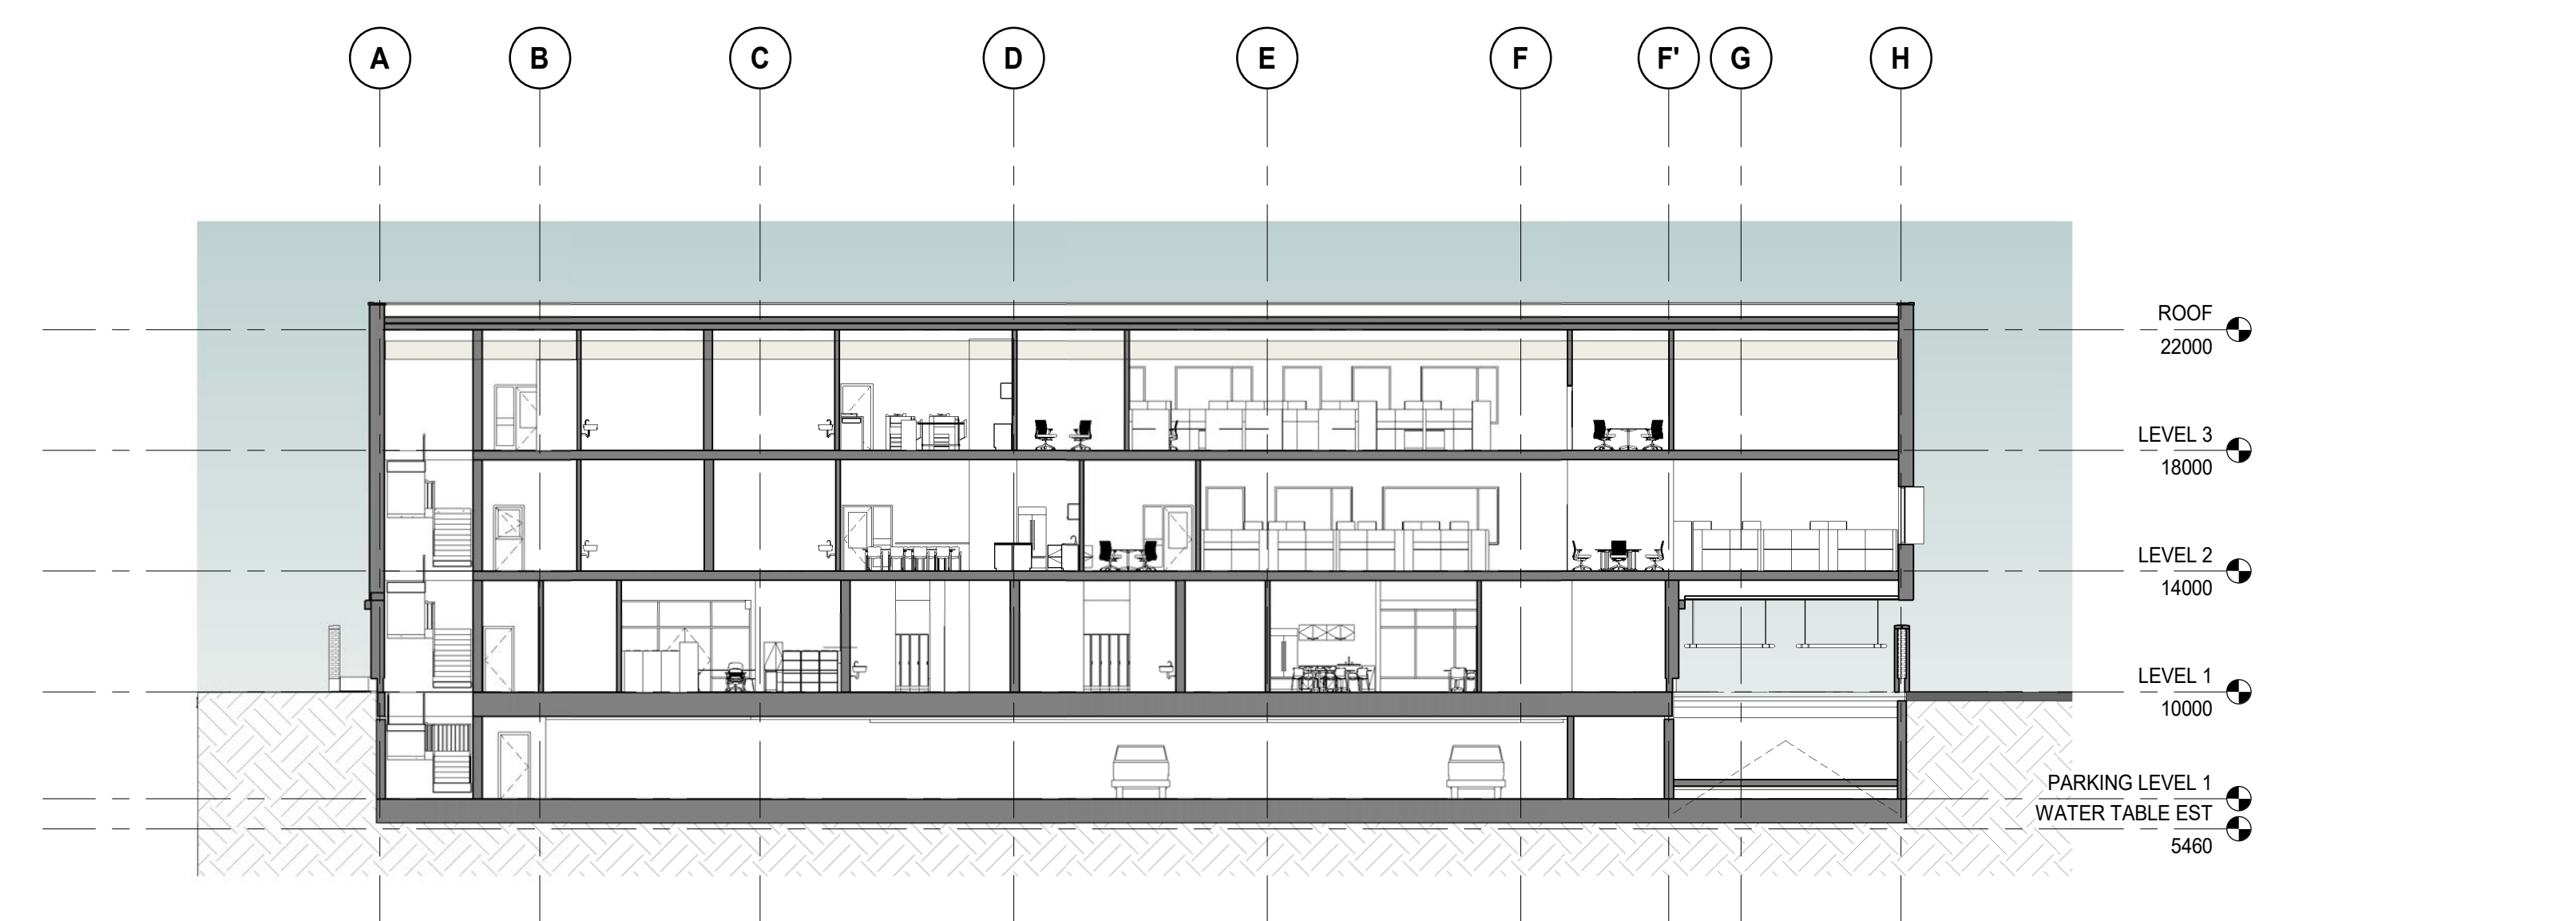 A B C D E F F' G H
ROOF
22000
LEVEL 3
18000
LEVEL 2
14000
LEVEL 1
10000
PARKING LEVEL 1
WATER TABLE EST
5460